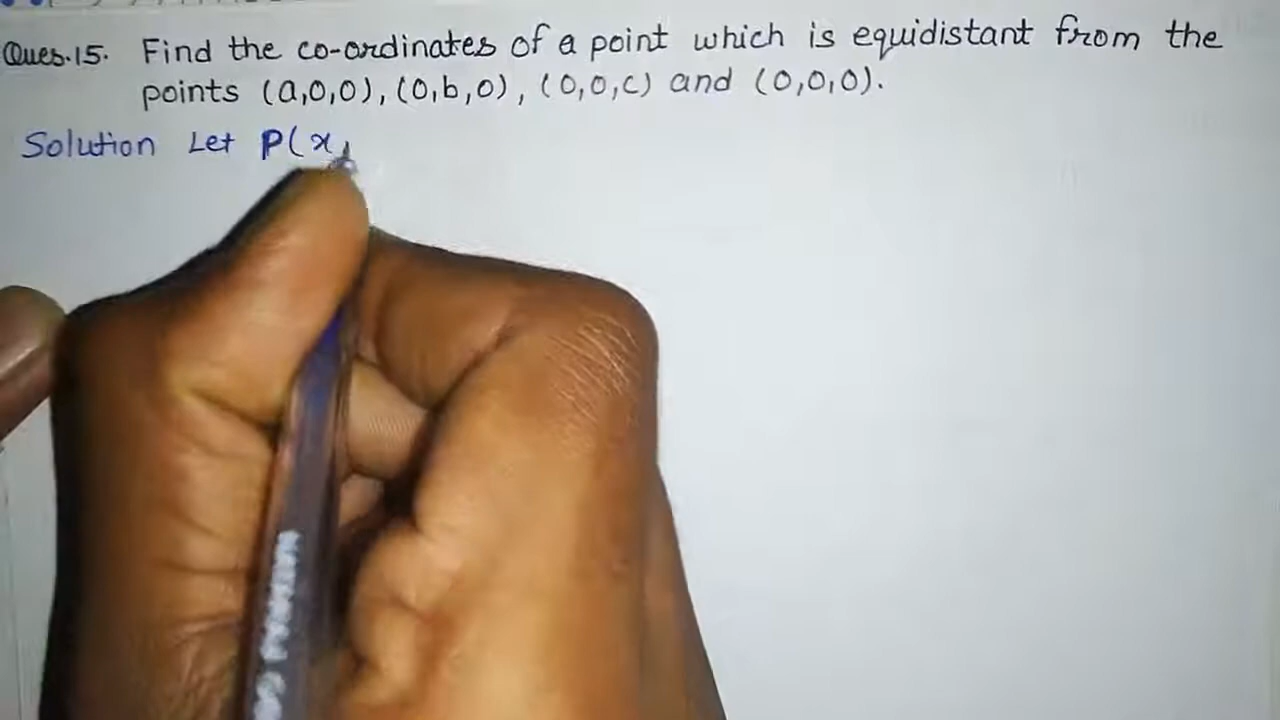 Ques.15. Find the co-ordinates of a point which is equidistant from the
points (a,0,0), (0,b,0), (0,0,c) and (0,0,0).
Solution Let P(x,